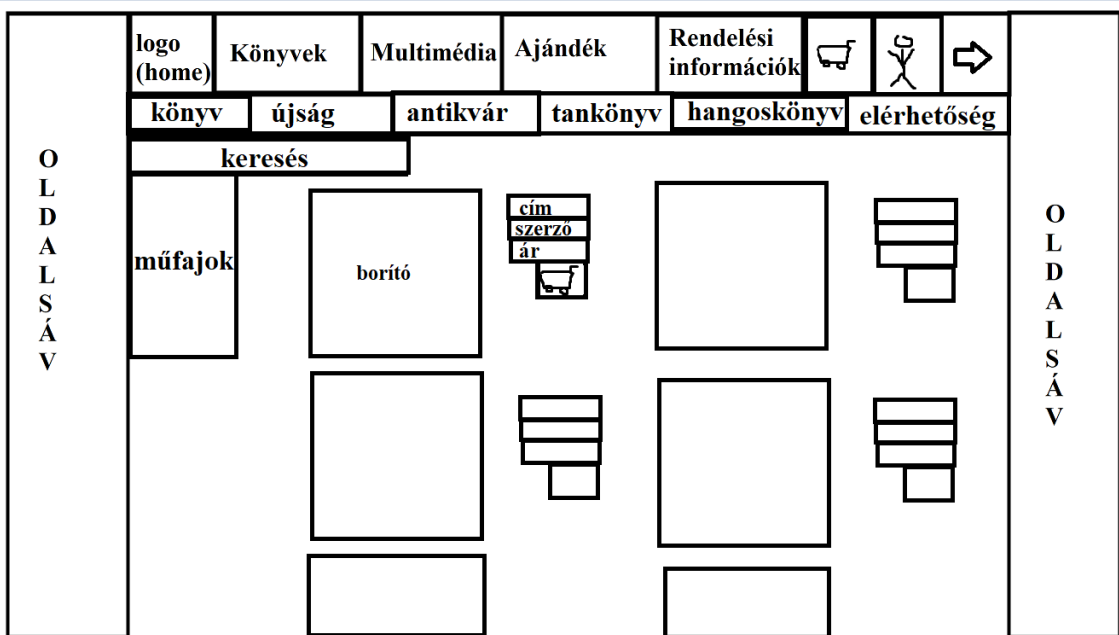 logo
(home)
Könyvek
Multimédia
Ajándék
Rendelési
információk
könyv
újság
antikvár
tankönyv
hangoskönyv
elérhetőség
keresés
műfajok
borító
cím
szerző
ár
O
L
D
A
L
S
Á
V
O
L
D
A
L
S
Á
V